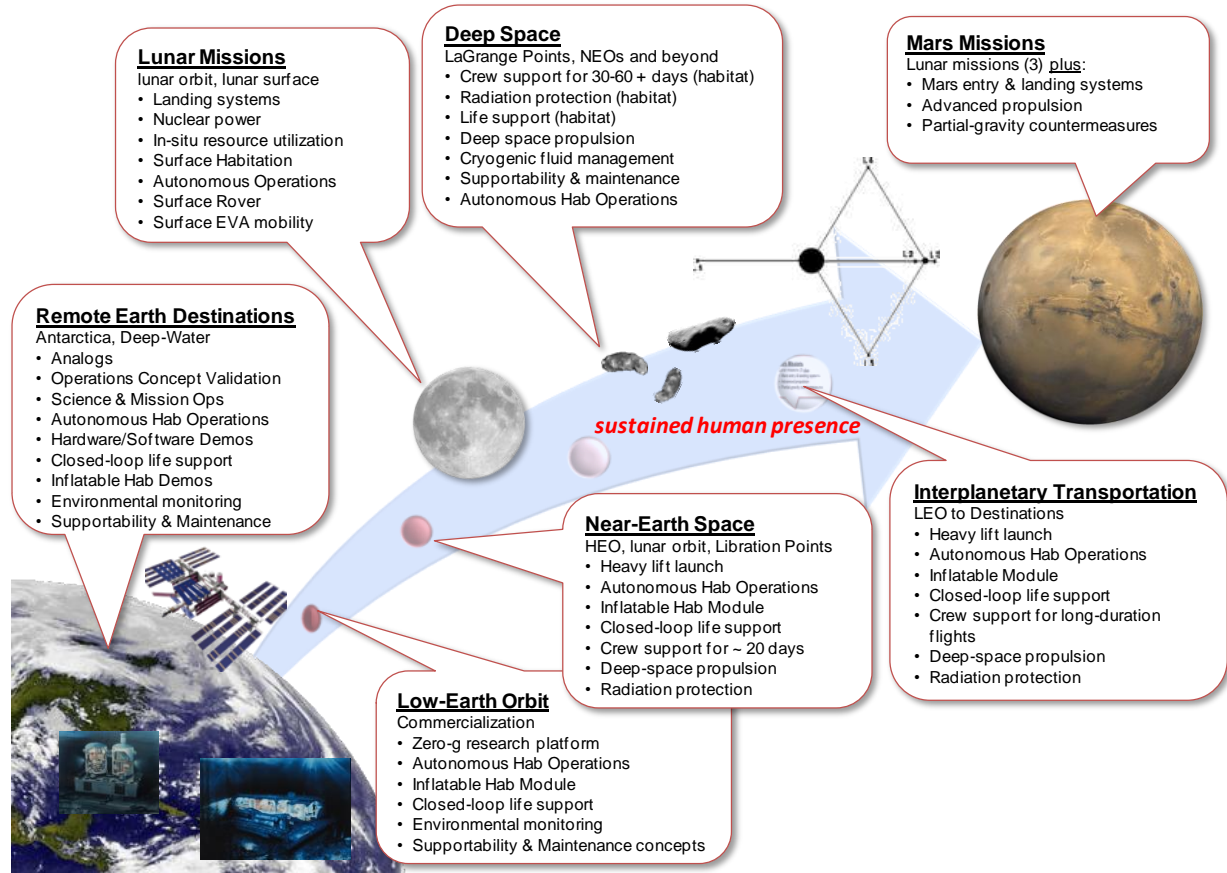 Lunar Missions
lunar orbit, lunar surface
• Landing systems
• Nuclear power
• In-situ resource utilization
• Surface Habitation
• Autonomous Operations
• Surface Rover
• Surface EVA mobility
Deep Space
LaGrange Points, NEOs and beyond
• Crew support for 30-60 + days (habitat)
• Radiation protection (habitat)
• Life support (habitat)
• Deep space propulsion
• Cryogenic fluid management
• Supportability & maintenance
• Autonomous Hab Operations
Mars Missions
Lunar missions (3) plus:
• Mars entry & landing systems
• Advanced propulsion
• Partial-gravity countermeasures
Remote Earth Destinations
Antarctica, Deep-Water
• Analogs
• Operations Concept Validation
• Science & Mission Ops
• Autonomous Hab Operations
• Hardware/Software Demos
• Closed-loop life support
• Inflatable Hab Demos
• Environmental monitoring
• Supportability & Maintenance
sustained human presence
Near-Earth Space
HEO, lunar orbit, Libration Points
• Heavy lift launch
• Autonomous Hab Operations
• Inflatable Hab Module
• Closed-loop life support
• Crew support for ~ 20 days
• Deep-space propulsion
• Radiation protection
Interplanetary Transportation
LEO to Destinations
• Heavy lift launch
• Autonomous Hab Operations
• Inflatable Module
• Closed-loop life support
• Crew support for long-duration
flights
• Deep-space propulsion
• Radiation protection
Low-Earth Orbit
Commercialization
• Zero-g research platform
• Autonomous Hab Operations
• Inflatable Hab Module
• Closed-loop life support
• Environmental monitoring
• Supportability & Maintenance concepts